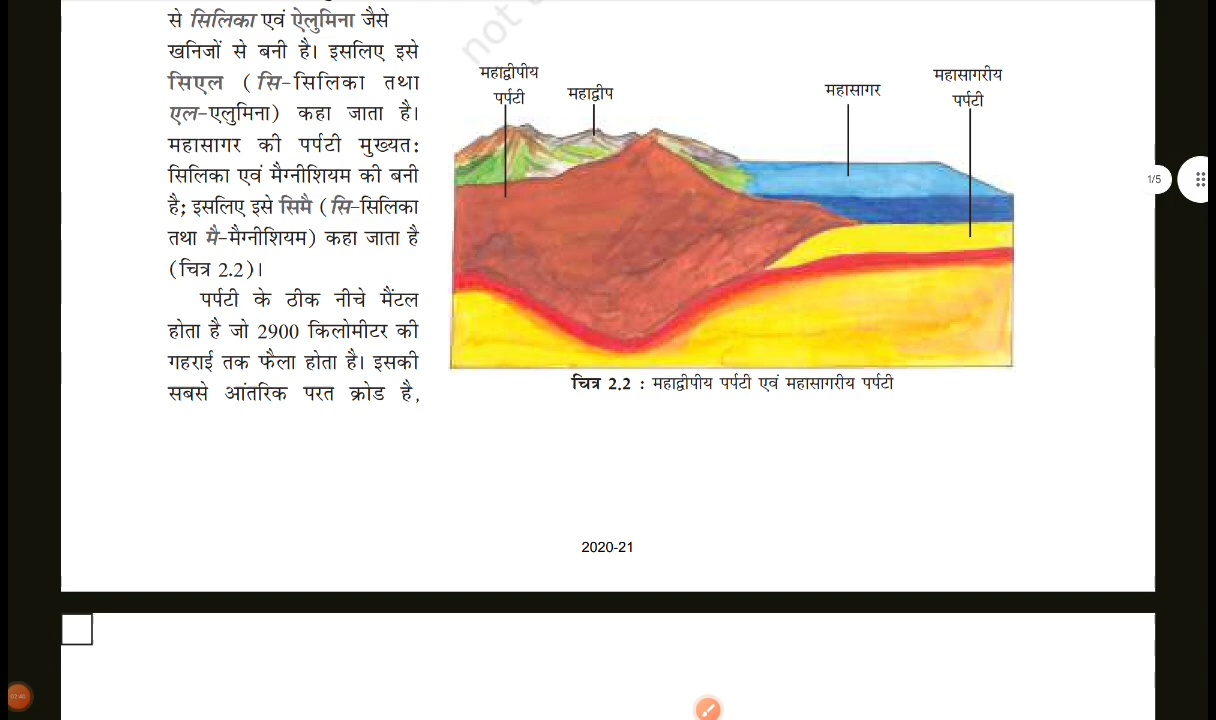 से सिलिका एवं ऐलुमिना जैसे
खनिजों से बनी है। इसलिए इसे
सिएल (सि-सिलिका तथा
एल-एलुमिना) कहा जाता है।
महासागर की पर्पटी मुख्यत:
सिलिका एवं मैग्नीशियम की बनी
है; इसलिए इसे सिमै (सि-सिलिका
तथा मै-मैग्नीशियम) कहा जाता है
(चित्र 2.2)।
पर्पटी के ठीक नीचे मैंटल
होता है जो 2900 किलोमीटर की
गहराई तक फैला होता है। इसकी
सबसे आंतरिक परत क्रोड है,
not
महाद्वीपीय
पर्पटी
महाद्वीप
महासागर
महासागरीय
पर्पटी
चित्र 2.2 : महाद्वीपीय पर्पटी एवं महासागरीय पर्पटी
1/5
2020-21
02:40